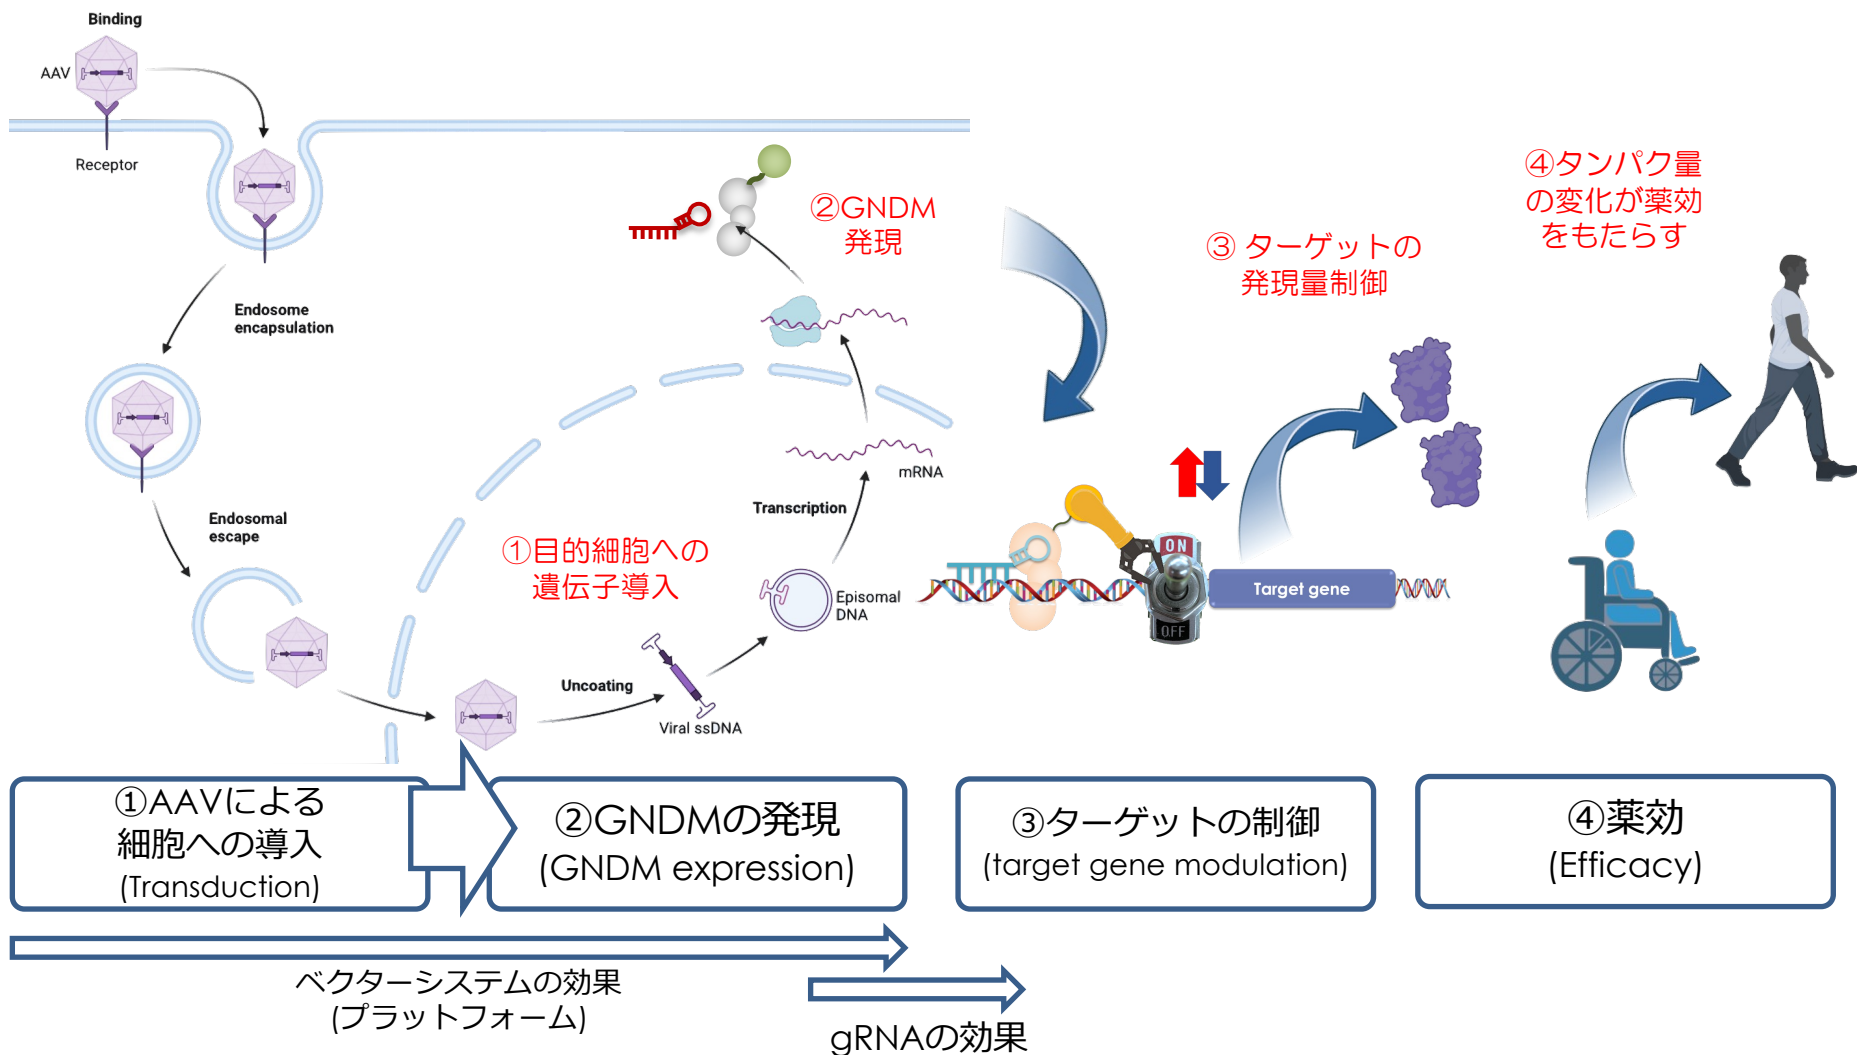 Binding
AAV
Receptor
Endosome
encapsulation
Endosomal
escape
①目的細胞への
遺伝子導入
Uncoating
Viral ssDNA
Episomal
DNA
Transcription
mRNA
②GNDM
発現
③ ターゲットの
発現量制御
ON
OFF
Target gene
④タンパク量
の変化が薬効
をもたらす
①AAVによる
細胞への導入
(Transduction)
②GNDMの発現
(GNDM expression)
③ターゲットの制御
(target gene modulation)
④薬効
(Efficacy)
ベクターシステムの効果
(プラットフォーム)
gRNAの効果